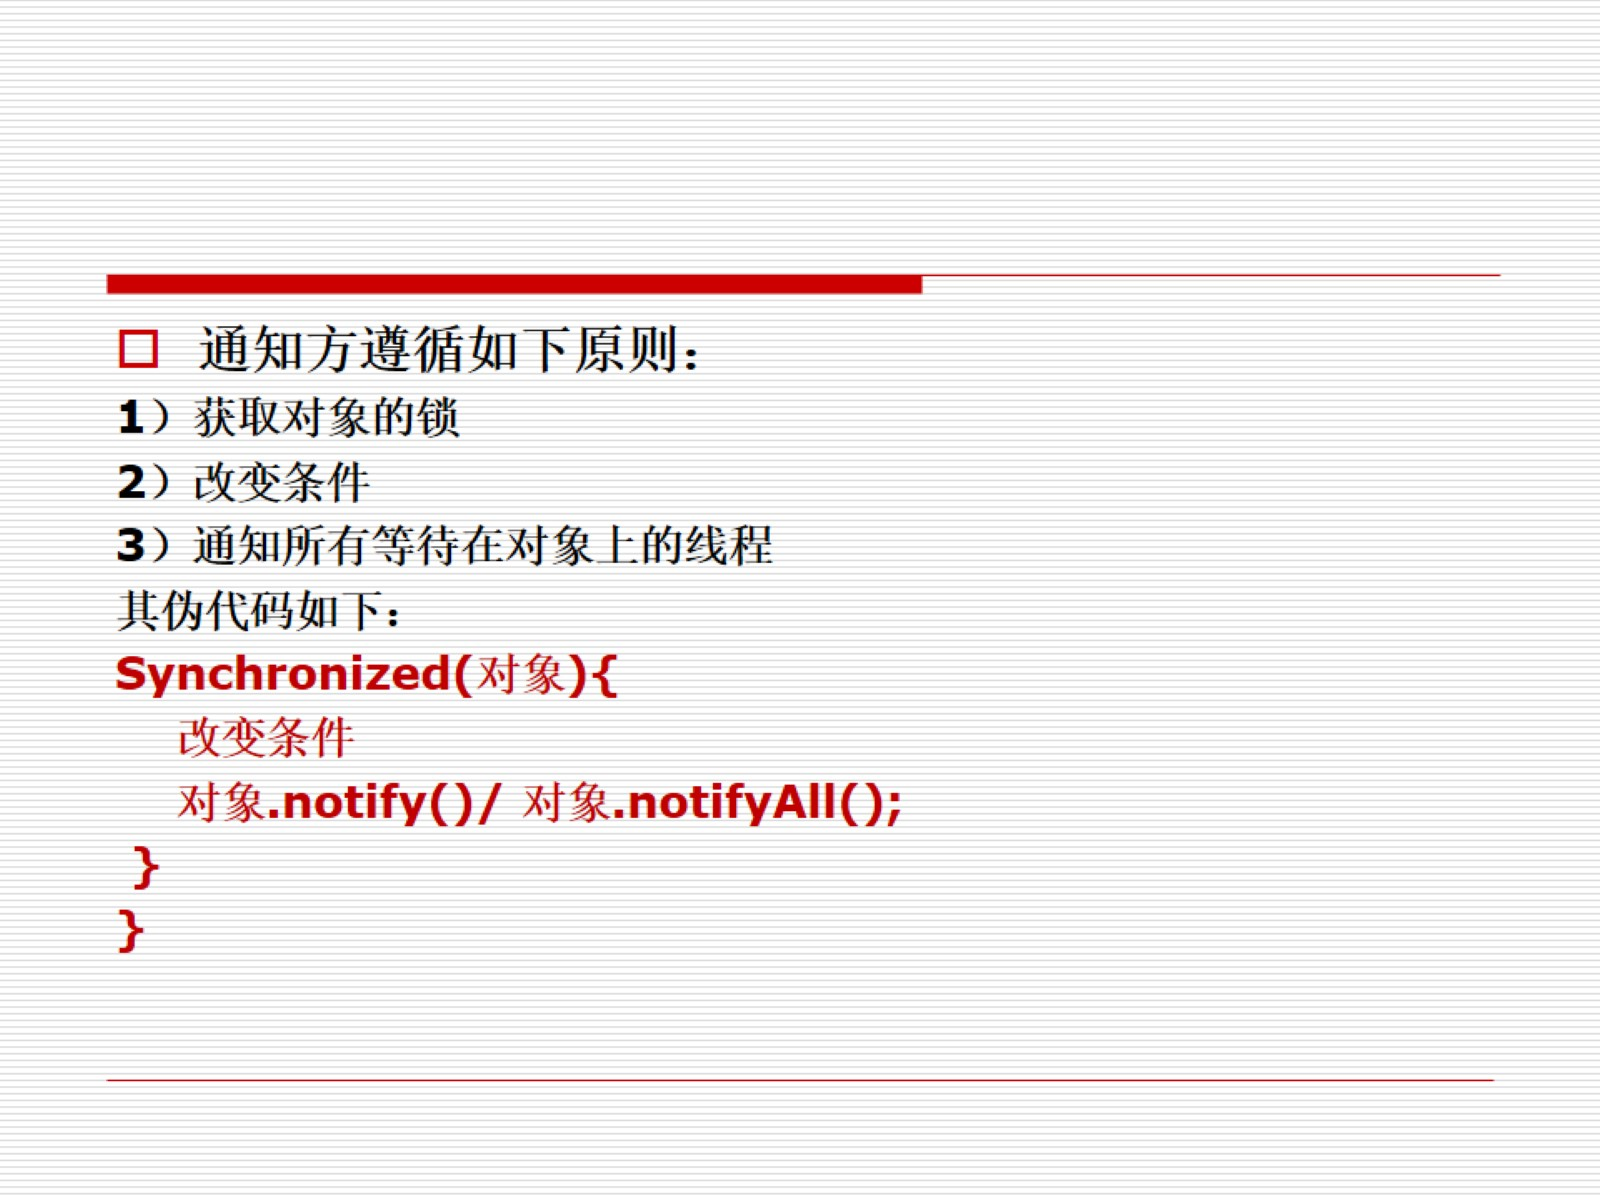 通知方遵循如下原则：
1）获取对象的锁
2）改变条件
3）通知所有等待在对象上的线程
其伪代码如下：
Synchronized(对象){
改变条件
对象.notify()/ 对象.notifyAll();
}
}